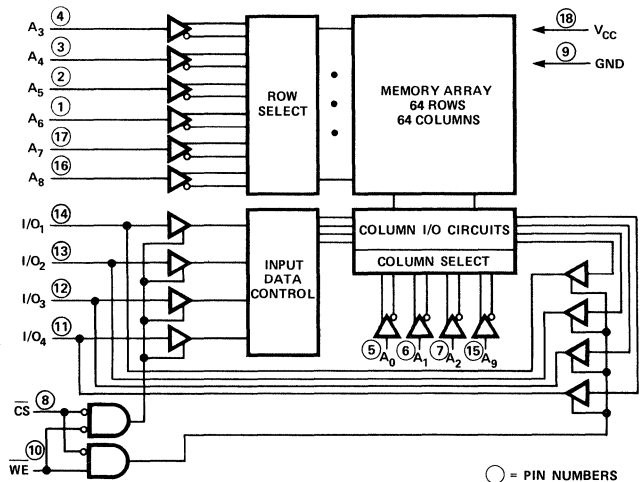 A3 4
A4 3
A5 2
A6 1
A7 17
A8 16
ROW SELECT
MEMORY ARRAY
64 ROWS
64 COLUMNS
18 VCC
9 GND
I/O1 14
I/O2 13
I/O3 12
I/O4 11
INPUT
DATA
CONTROL
COLUMN I/O CIRCUITS
COLUMN SELECT
5 A0 6 A1 7 A2 15 A9
CS 8
WE 10
= PIN NUMBERS